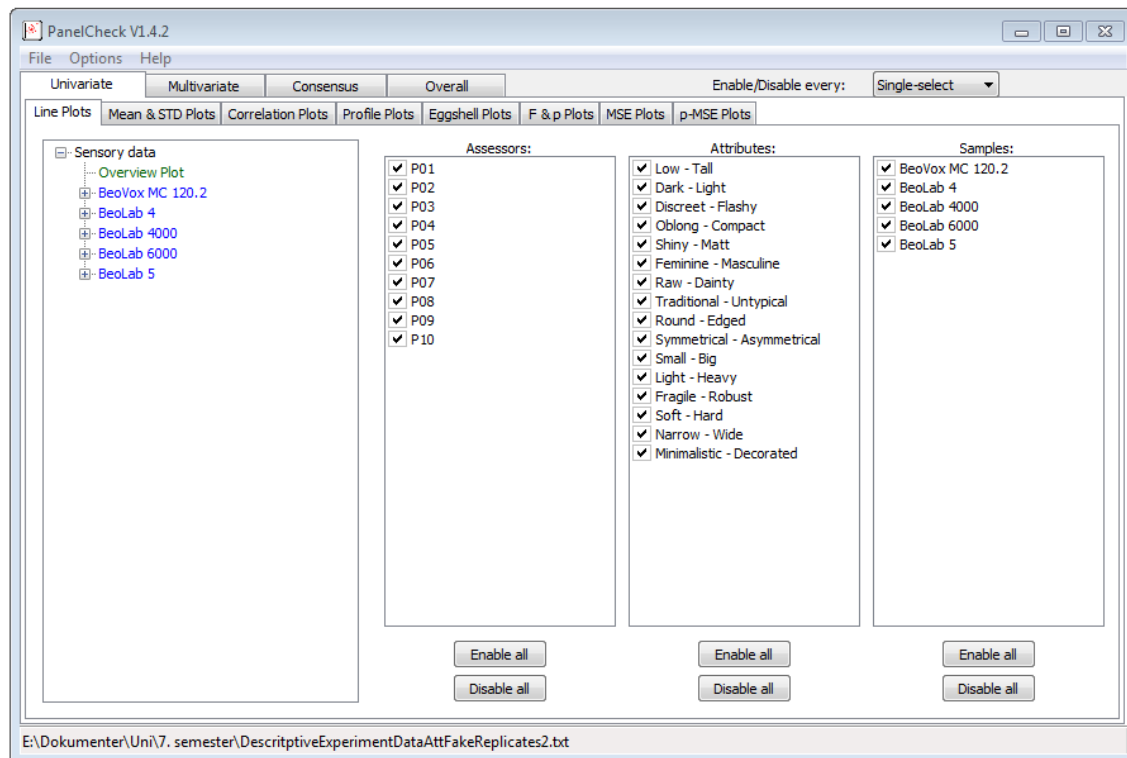 PanelCheck V1.4.2
File Options Help
Univariate Multivariate Consensus Overall Enable/Disable every: Single-select
Line Plots Mean & STD Plots Correlation Plots Profile Plots Eggshell Plots F & p Plots MSE Plots p-MSE Plots
Sensory data
Overview Plot
BeoVox MC 120.2
BeoLab 4
BeoLab 4000
BeoLab 6000
BeoLab 5
Assessors:
P01
P02
P03
P04
P05
P06
P07
P08
P09
P10
Enable all
Disable all
Attributes:
Low - Tall
Dark - Light
Discreet - Flashy
Oblong - Compact
Shiny - Matt
Feminine - Masculine
Raw - Dainty
Traditional - Untypical
Round - Edged
Symmetrical - Asymmetrical
Small - Big
Light - Heavy
Fragile - Robust
Soft - Hard
Narrow - Wide
Minimalistic - Decorated
Enable all
Disable all
Samples:
BeoVox MC 120.2
BeoLab 4
BeoLab 4000
BeoLab 6000
BeoLab 5
Enable all
Disable all
E:\Dokumenter\Uni\7. semester\DescritptiveExperimentDataAttFakeReplicates2.txt